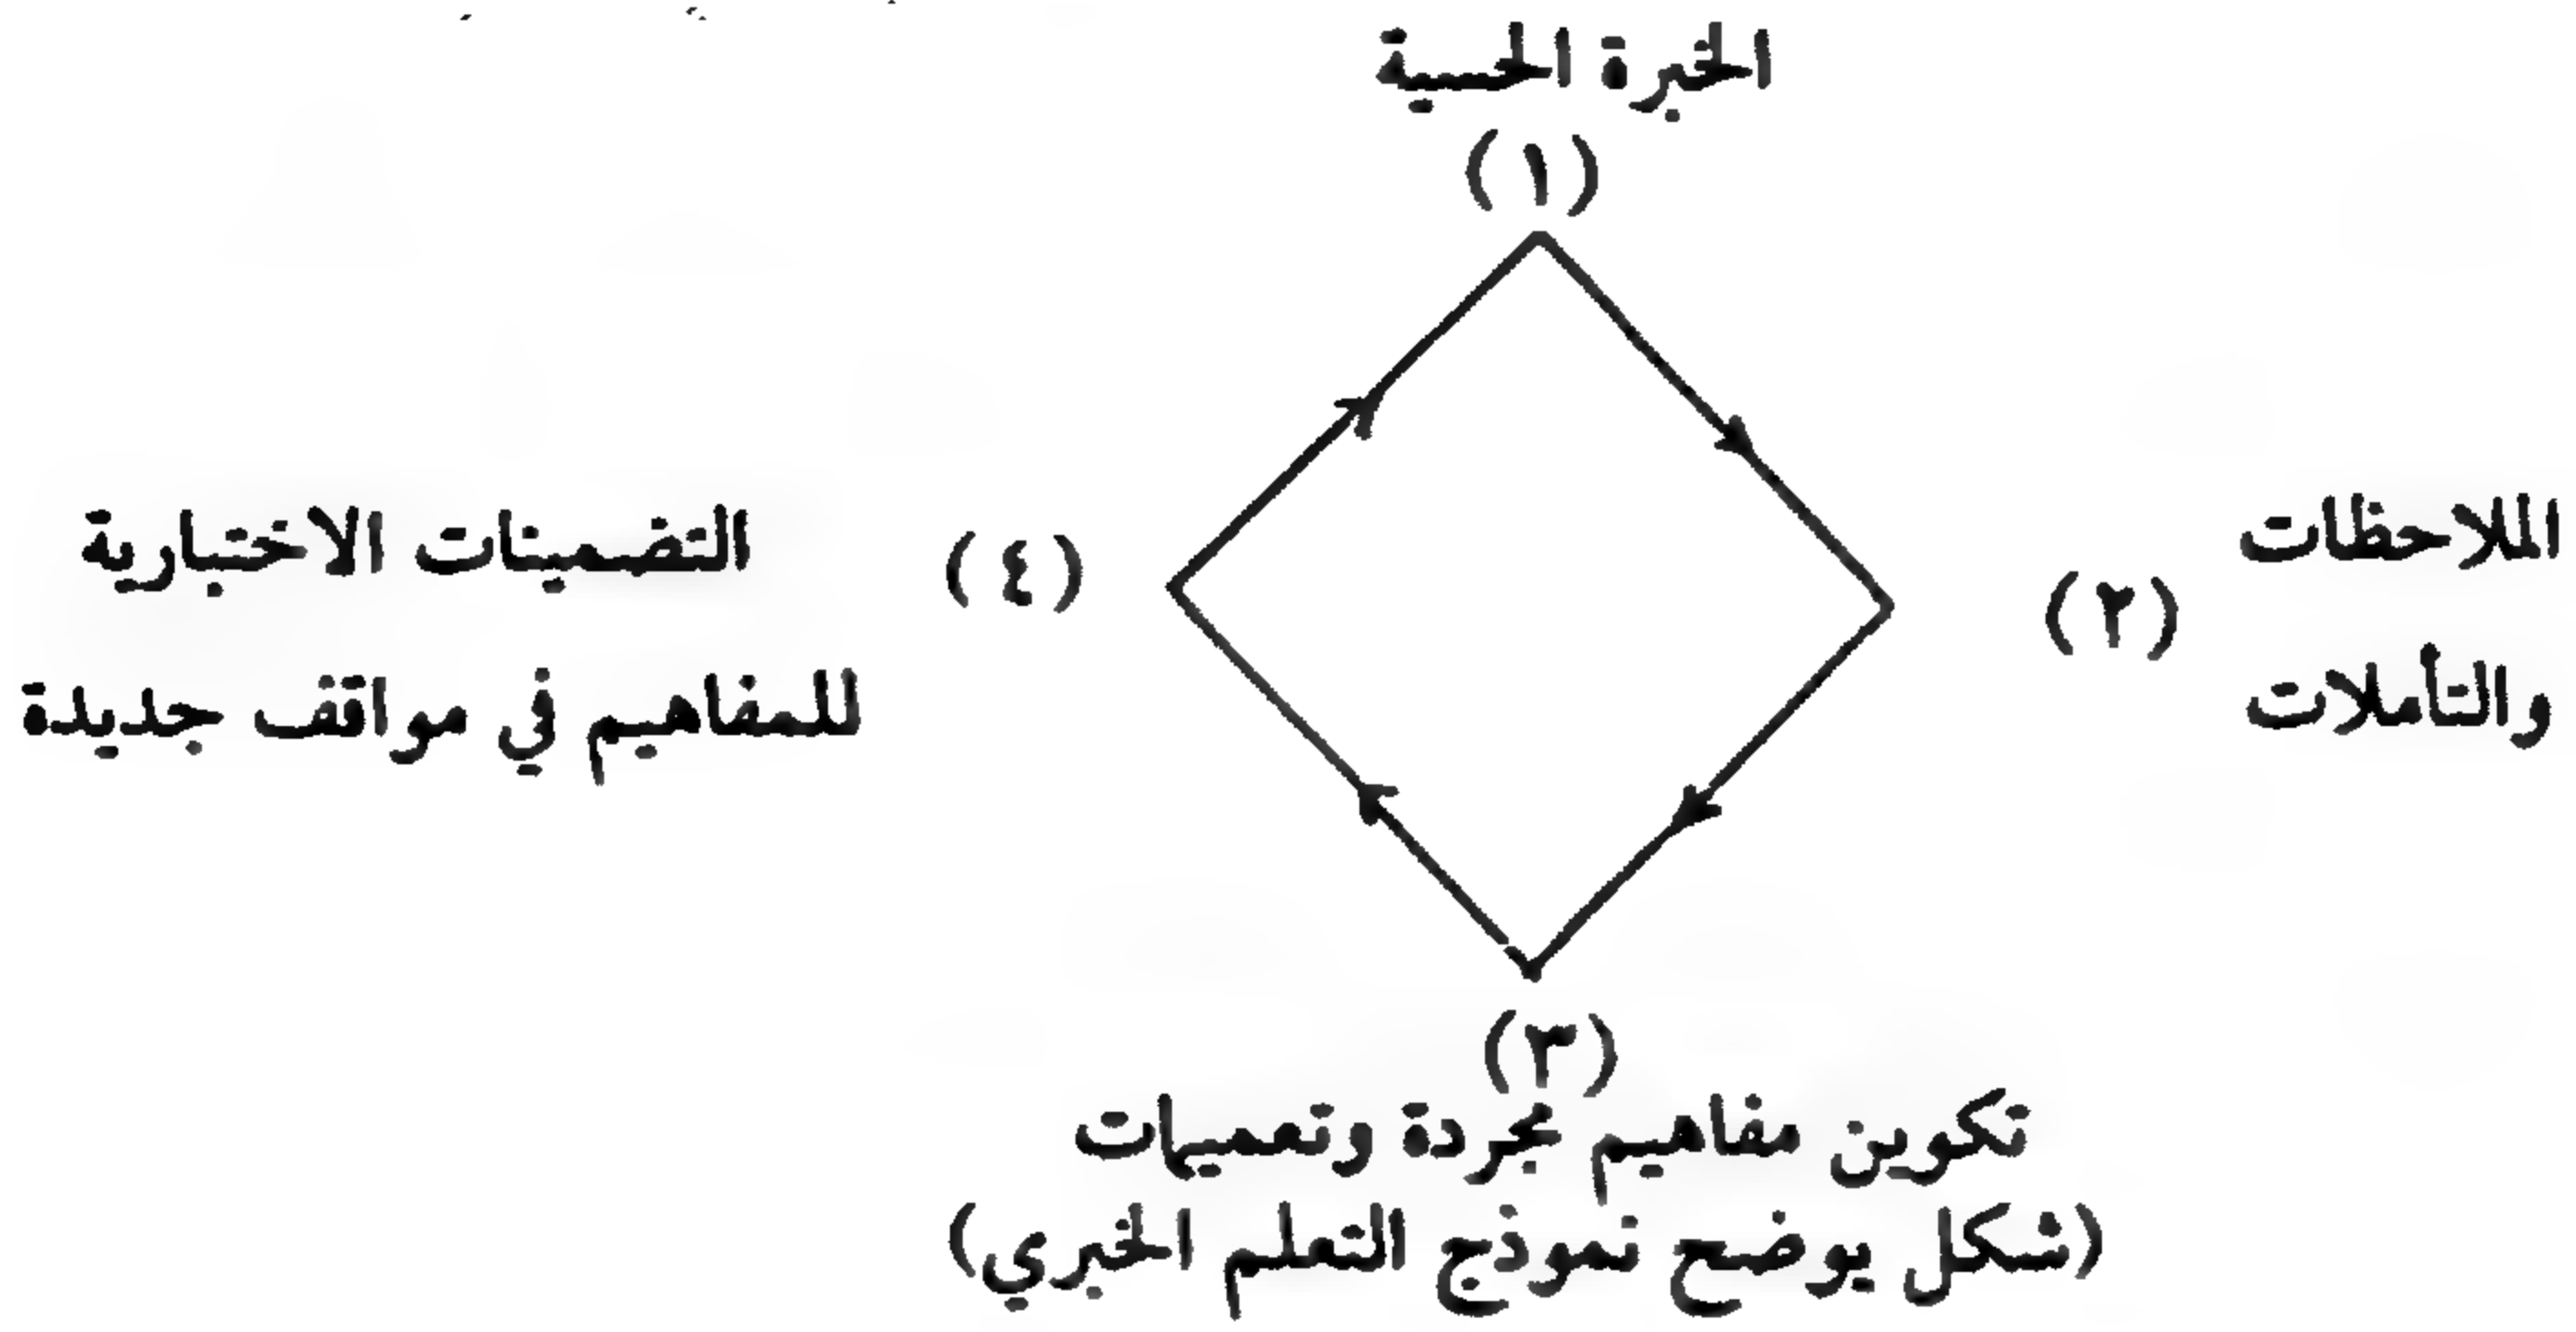 الخبرة الحسية
(١)
الملاحظات
(٢)
والتأملات
(٣)
تكوين مفاهيم مجردة وتعميمات
(٤)
التضمينات الاختبارية
للمفاهيم في مواقف جديدة
(شكل يوضح نموذج التعلم الخبري)